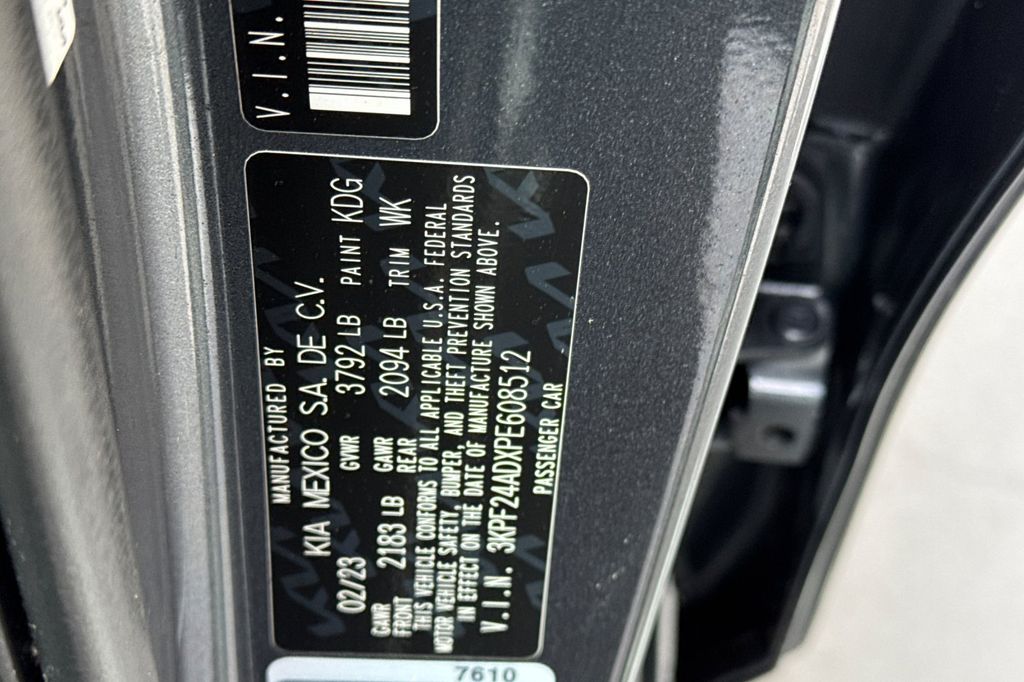 V.I.N.
MANUFACTURED BY
KIA MEXICO S.A. DE C.V.
02/23 GVWR 3792 LB PAINT KDG
GAWR FRONT 2183 LB GAWR REAR 2094 LB TRIM WK
THIS VEHICLE CONFORMS TO ALL APPLICABLE U.S.A. FEDERAL
MOTOR VEHICLE SAFETY, BUMPER, AND THEFT PREVENTION STANDARDS
IN EFFECT ON THE DATE OF MANUFACTURE SHOWN ABOVE.
V.I.N. 3KPF24ADXPE608512
PASSENGER CAR
7610